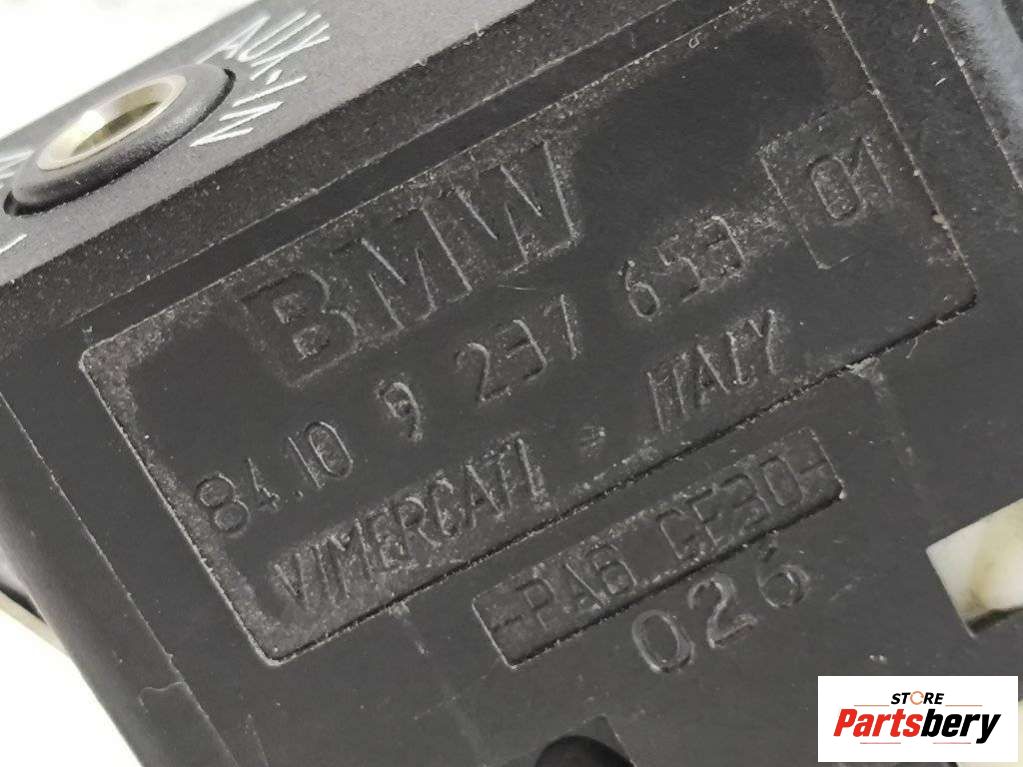 AUX-IN
BMW
84.10 9 237 653 01
VIMERCATI - ITALY
-PA6 GF30-
026
STORE
Partsbery